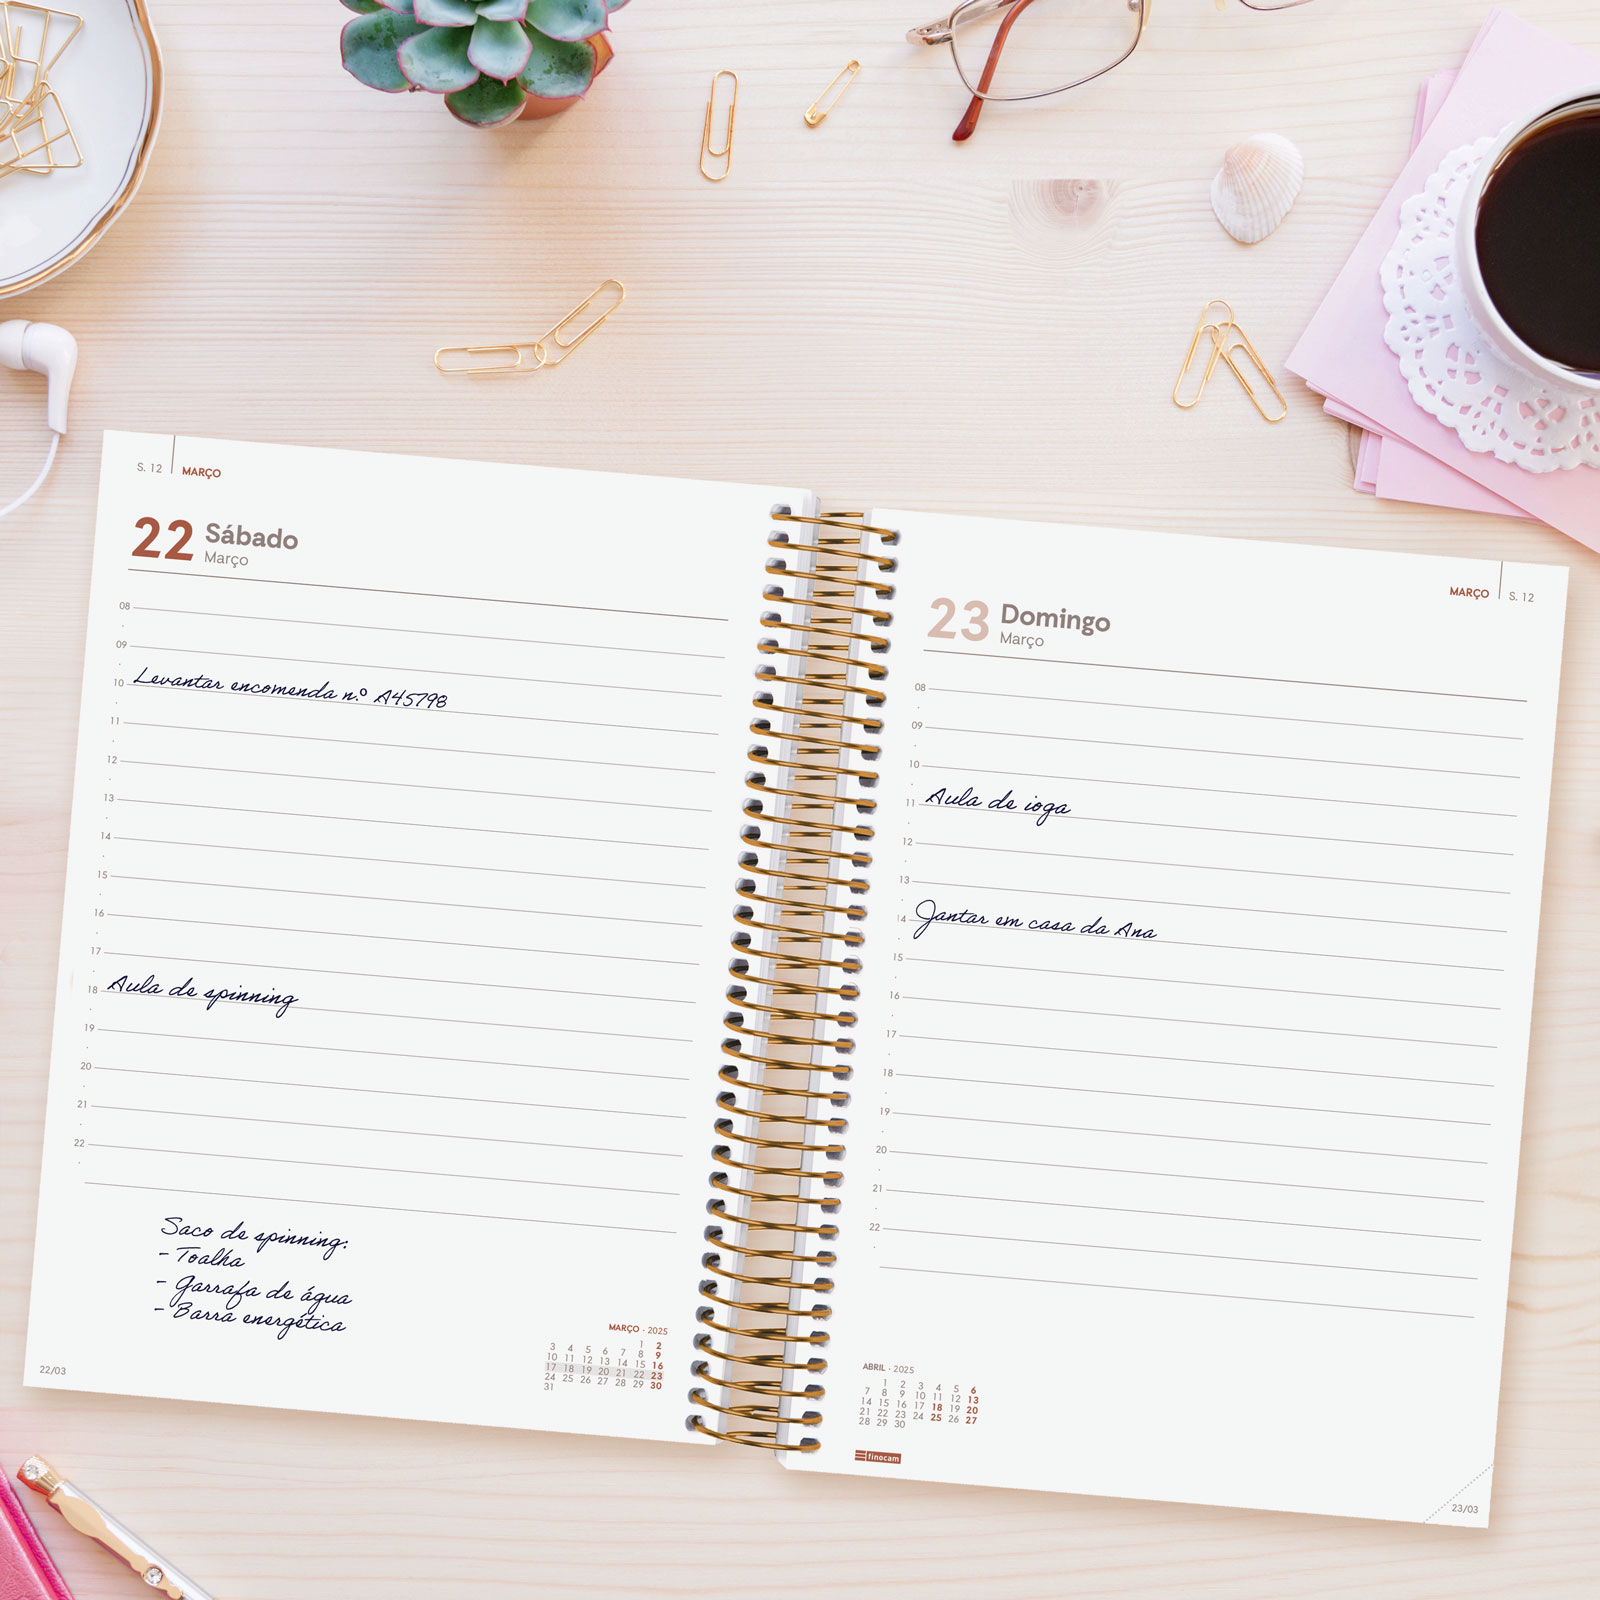 S. 12 MARÇO
22 Sábado
Março
08
09
10 Levantar encomenda n.º A45798
11
12
13
14
15
16
17
18 Aula de spinning
19
20
21
22
Saco de spinning:
- Toalha
- Garrafa de água
- Barra energética
MARÇO - 2025
1 2
3 4 5 6 7 8 9
10 11 12 13 14 15 16
17 18 19 20 21 22 23
24 25 26 27 28 29 30
31
22/03
MARÇO S. 12
23 Domingo
Março
08
09
10
11 Aula de ioga
12
13
14 Jantar em casa da Ana
15
16
17
18
19
20
21
22
ABRIL - 2025
1 2 3 4 5 6
7 8 9 10 11 12 13
14 15 16 17 18 19 20
21 22 23 24 25 26 27
28 29 30
finocam
23/03